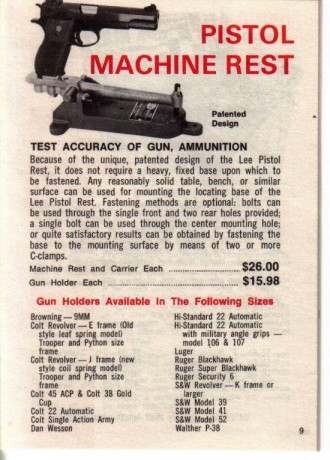 PISTOL
MACHINE REST
Patented
Design
TEST ACCURACY OF GUN, AMMUNITION
Because of the unique, patented design of the Lee Pistol
Rest, it does not require a heavy, fixed base upon which to
be fastened. Any reasonably solid table, bench, or similar
surface can be used for mounting the locating base of the
Lee Pistol Rest. Fastening methods are optional: bolts can
be used through the single front and two rear holes provided;
a single bolt can be used through the center mounting hole;
or quite satisfactory results can be obtained by fastening the
base to the mounting surface by means of two or more
C-clamps.
Machine Rest and Carrier Each ........................ $26.00
Gun Holder Each ........................................ $15.98
Gun Holders Available In The Following Sizes
Browning — 9MM
Colt Revolver — E frame (Old
style leaf spring model)
Trooper and Python size
frame
Colt Revolver — J frame (new
style coil spring model)
Trooper and Python size
frame
Colt 45 ACP & Colt 38 Gold
Cup
Colt 22 Automatic
Colt Single Action Army
Dan Wesson
Hi-Standard 22 Automatic
Hi-Standard 22 Automatic
with military angle grips —
model 106 & 107
Luger
Ruger Blackhawk
Ruger Super Blackhawk
Ruger Security 6
S&W Revolver — K frame or
larger
S&W Model 39
S&W Model 41
S&W Model 52
Walther P-38
9